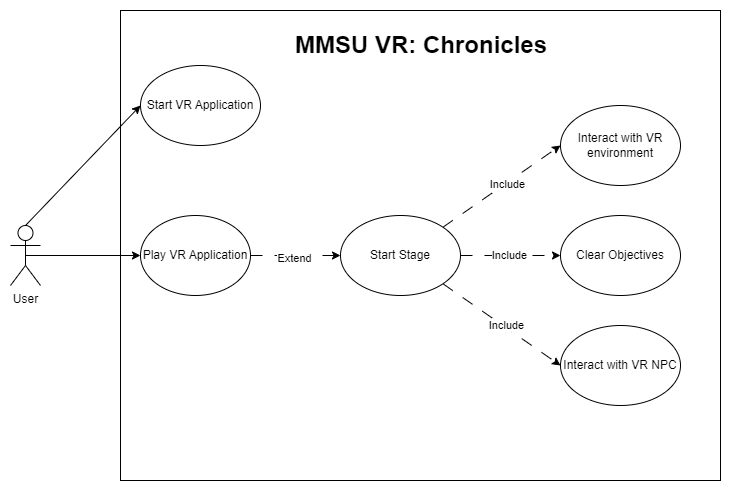 MMSU VR: Chronicles
Start VR Application
Interact with VR
environment
Include
Play VR Application
Extend
Start Stage
Include
Clear Objectives
User
Include
Interact with VR NPC